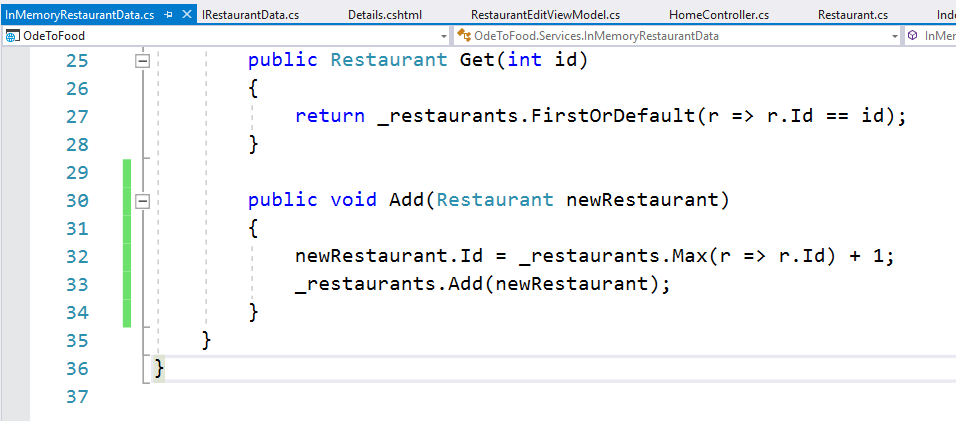 InMemoryRestaurantData.cs IRestaurantData.cs Details.cshtml RestaurantEditViewModel.cs HomeController.cs Restaurant.cs Inde
OdeToFood OdeToFood.Services.InMemoryRestaurantData InMer
25 public Restaurant Get(int id)
26 {
27 return _restaurants.FirstOrDefault(r => r.Id == id);
28 }
29
30 public void Add(Restaurant newRestaurant)
31 {
32 newRestaurant.Id = _restaurants.Max(r => r.Id) + 1;
33 _restaurants.Add(newRestaurant);
34 }
35 }
36 }
37